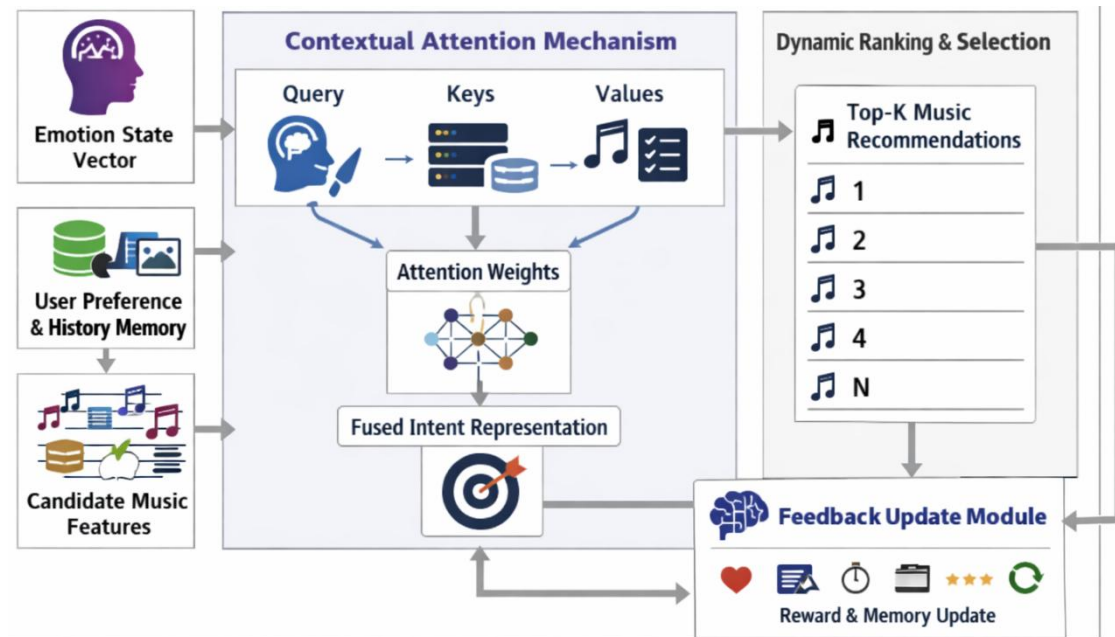 Contextual Attention Mechanism
Dynamic Ranking & Selection
Emotion State
Vector
Query
Keys
Values
Top-K Music
Recommendations
1
2
3
4
N
User Preference
& History Memory
Attention Weights
Candidate Music
Features
Fused Intent Representation
Feedback Update Module
Reward & Memory Update